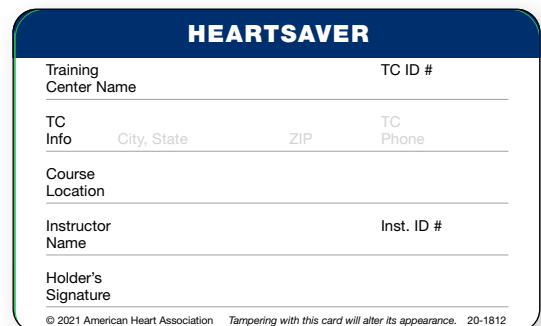 HEARTSAVER
Training TC ID #
Center Name
TC TC
Info City, State ZIP Phone
Course
Location
Instructor Inst. ID #
Name
Holder's
Signature
© 2021 American Heart Association Tampering with this card will alter its appearance. 20-1812